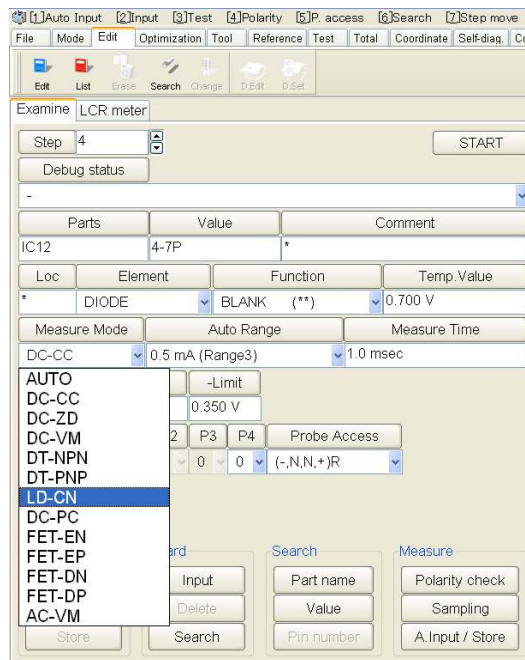 [1]Auto Input [2]Input [3]Test [4]Polarity [5]P. access [6]Search [7]Step move
File Mode Edit Optimization Tool Reference Test Total Coordinate Self-diag.
Edit List Erase Search Change D.Edit D.Set
Examine LCR meter
Step 4 START
Debug status
-
Parts Value Comment
IC12 4-7P *
Loc Element Function Temp.Value
* DIODE BLANK (**) 0.700 V
Measure Mode Auto Range Measure Time
DC-CC 0.5 mA (Range3) 1.0 msec
AUTO
DC-CC
DC-ZD
DC-VM
DT-NPN
DT-PNP
LD-CN
DC-PC
FET-EN
FET-EP
FET-DN
FET-DP
AC-VM
-Limit
0.350 V
2 P3 P4 Probe Access
0 0 (-,N,N,+)R
Search Measure
Input Part name Polarity check
Delete Value Sampling
Store Search Pin number A.Input / Store